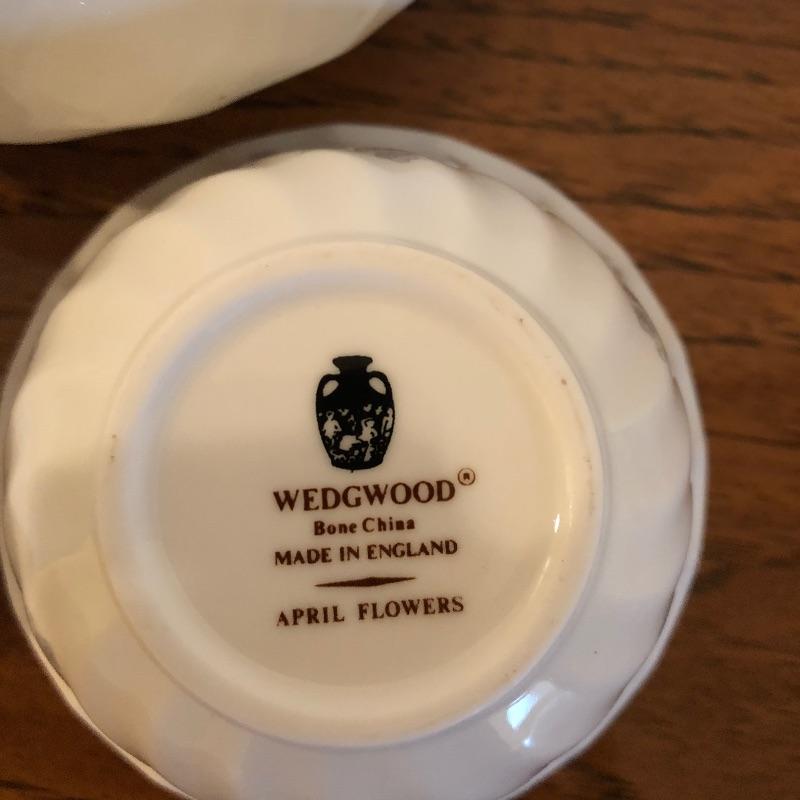 WEDGWOOD®
Bone China
MADE IN ENGLAND
APRIL FLOWERS